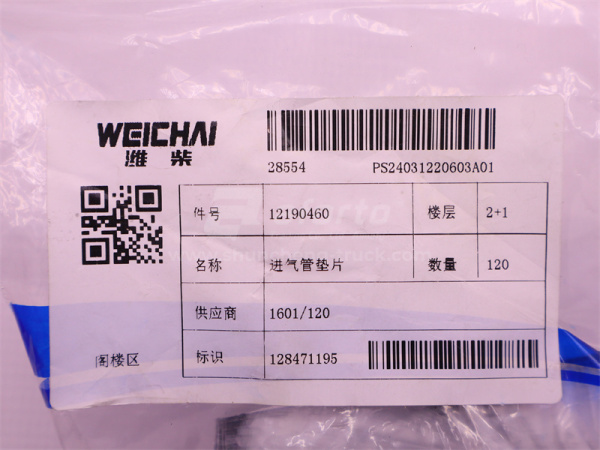 WEICHAI
潍柴
28554 PS24031220603A01
件号 12190460 楼层 2+1
名称 进气管垫片 数量 120
供应商 1601/120
阁楼区 标识 128471195